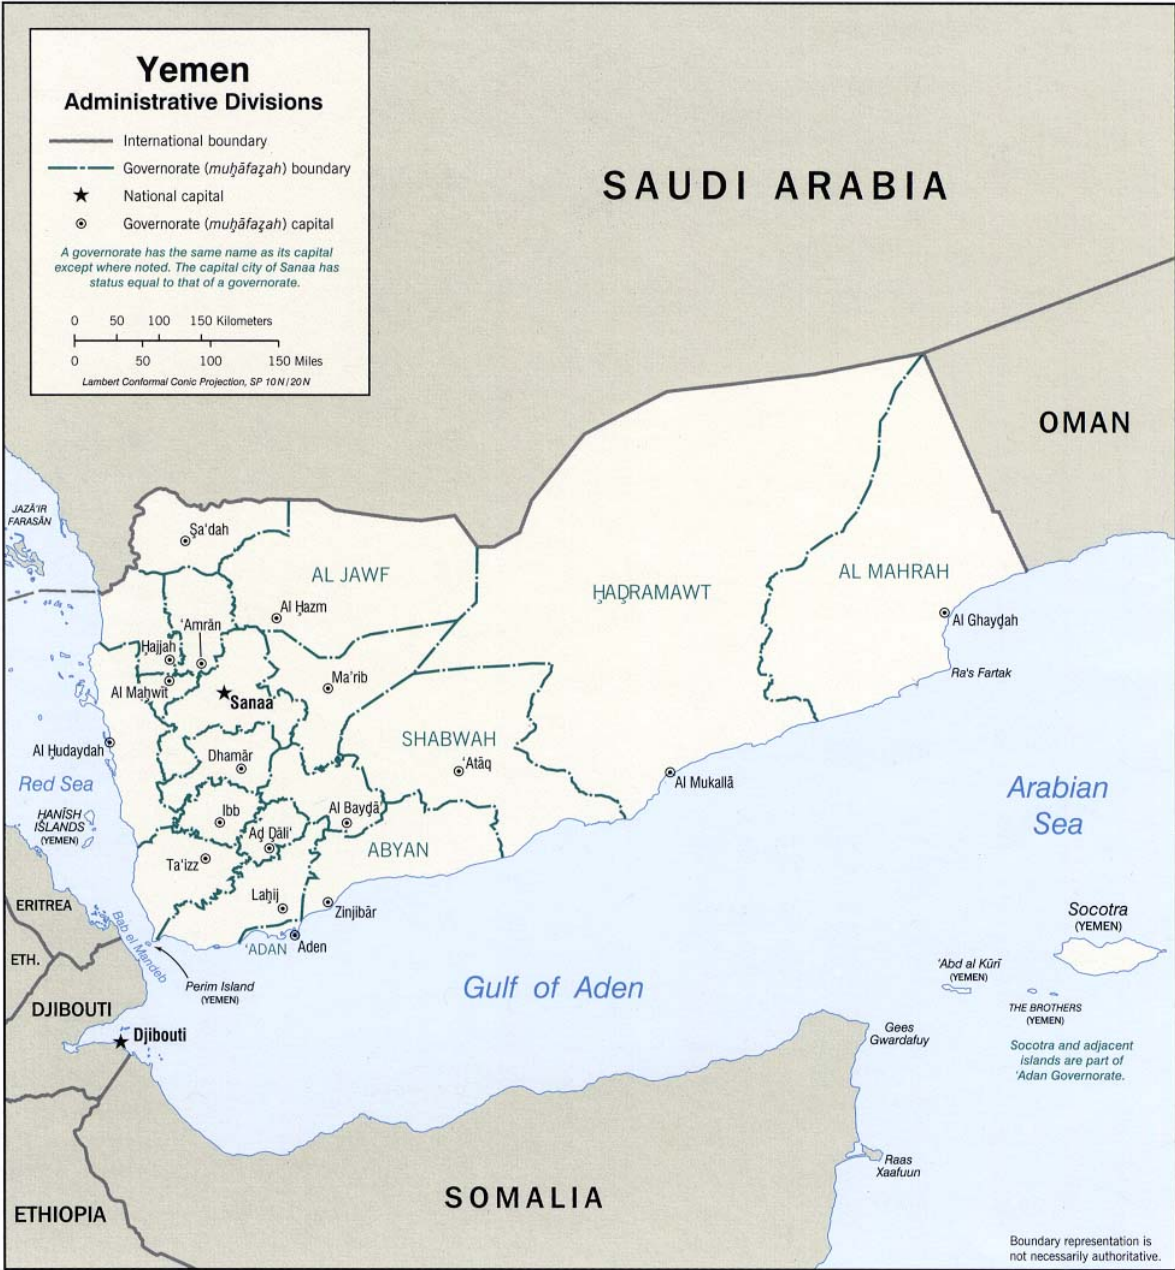 Yemen
Administrative Divisions
International boundary
Governorate (muḩāfaz̧ah) boundary
National capital
Governorate (muḩāfaz̧ah) capital
A governorate has the same name as its capital
except where noted. The capital city of Sanaa has
status equal to that of a governorate.
0 50 100 150 Kilometers
0 50 100 150 Miles
Lambert Conformal Conic Projection, SP 10N/20N
SAUDI ARABIA
OMAN
JAZĀ'IR
FARASĀN
Şa'dah
AL JAWF
ḨAḐRAMAWT
AL MAHRAH
Al Ḩazm
'Amrān
Al Ghayḑah
Ḩajjah
Ra's Fartak
Ma'rib
Al Maḩwīt
Sanaa
SHABWAH
Al Ḩudaydah
Dhamār
'Atāq
Al Mukallā
Red Sea
Arabian
Sea
ḨANĪSH
ISLANDS
(YEMEN)
Ibb
Al Bayḑā'
Aḑ Ḑāli'
ABYAN
Ta'izz
Laḩij
Zinjibār
ERITREA
Bab el Mandeb
'ADAN
Aden
Socotra
(YEMEN)
ETH.
Perim Island
(YEMEN)
Gulf of Aden
'Abd al Kūrī
(YEMEN)
THE BROTHERS
(YEMEN)
DJIBOUTI
Djibouti
Gees
Gwardafuy
Socotra and adjacent
islands are part of
'Adan Governorate.
Raas
Xaafuun
SOMALIA
ETHIOPIA
Boundary representation is
not necessarily authoritative.